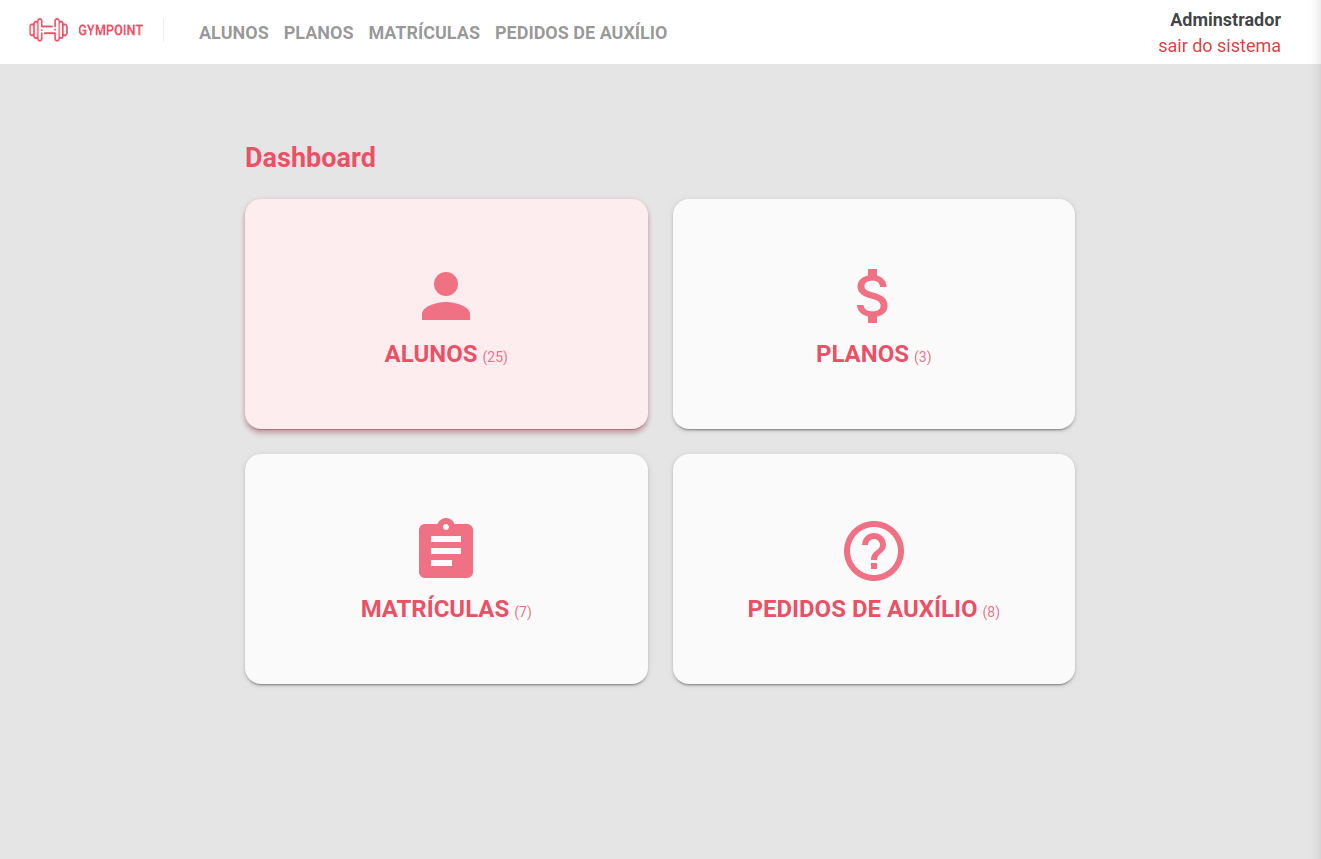 GYMPOINT
ALUNOS PLANOS MATRÍCULAS PEDIDOS DE AUXÍLIO
Adminstrador
sair do sistema
Dashboard
ALUNOS (25)
PLANOS (3)
MATRÍCULAS (7)
PEDIDOS DE AUXÍLIO (8)